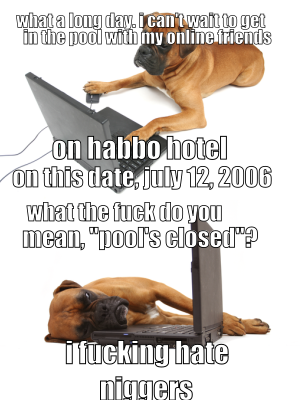 what a long day. i can't wait to get
in the pool with my online friends
on habbo hotel
on this date, july 12, 2006
what the fuck do you
mean, "pool's closed"?
i fucking hate
niggers